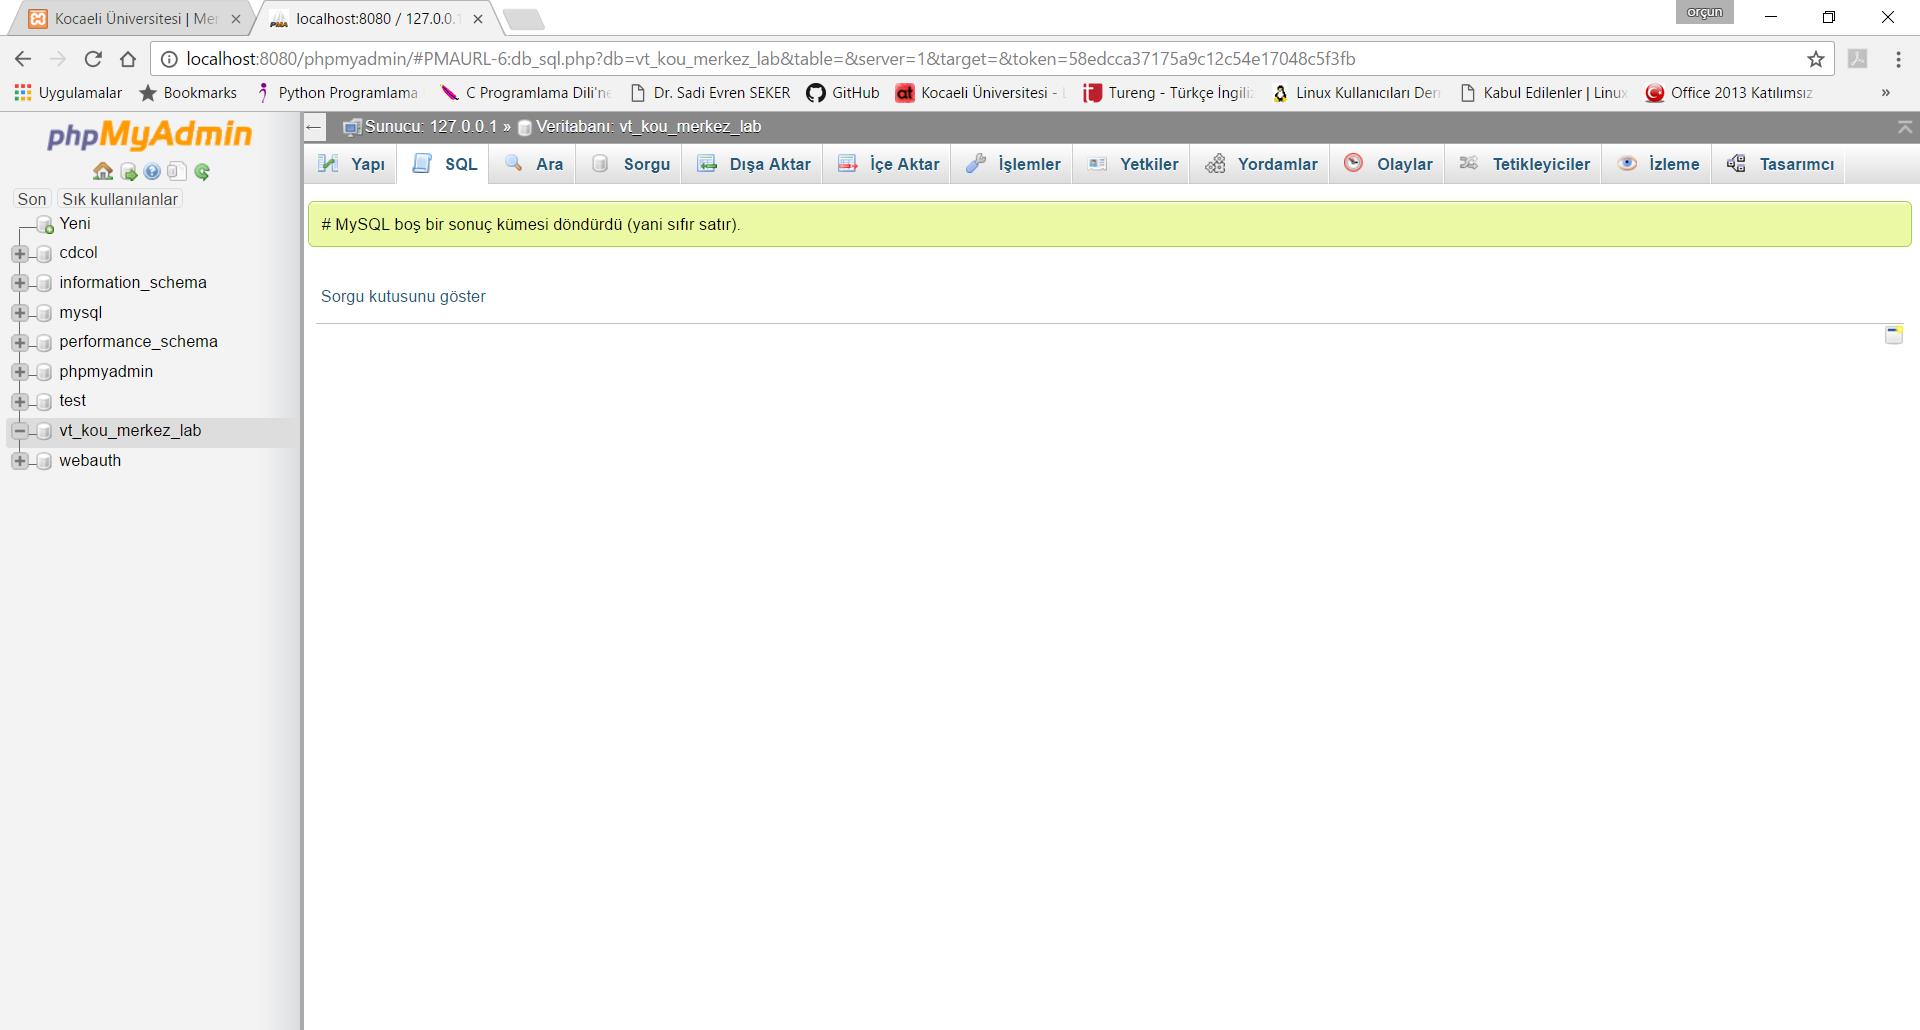 Kocaeli Üniversitesi | Mer
localhost:8080 / 127.0.0.1
orçun
localhost:8080/phpmyadmin/#PMAURL-6:db_sql.php?db=vt_kou_merkez_lab&table=&server=1&target=&token=58edcca37175a9c12c54e17048c5f3fb
Uygulamalar Bookmarks Python Programlama C Programlama Dili'ne Dr. Sadi Evren SEKER GitHub Kocaeli Üniversitesi - Tureng - Türkçe İngiliz Linux Kullanıcıları Der Kabul Edilenler | Linux Office 2013 Katılımsız »
phpMyAdmin
Son Sık kullanılanlar
Yeni
cdcol
information_schema
mysql
performance_schema
phpmyadmin
test
vt_kou_merkez_lab
webauth
Sunucu: 127.0.0.1 » Veritabanı: vt_kou_merkez_lab
Yapı SQL Ara Sorgu Dışa Aktar İçe Aktar İşlemler Yetkiler Yordamlar Olaylar Tetikleyiciler İzleme Tasarımcı
# MySQL boş bir sonuç kümesi döndürdü (yani sıfır satır).
Sorgu kutusunu göster